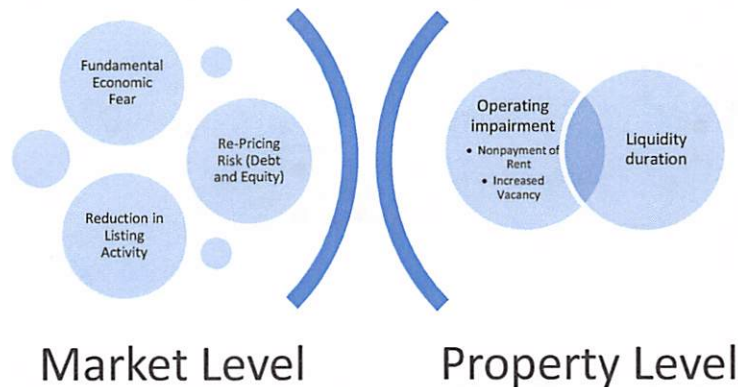 Fundamental
Economic
Fear
Re-Pricing
Risk (Debt
and Equity)
Reduction in
Listing
Activity
Market Level
Operating
impairment
• Nonpayment of
Rent
• Increased
Vacancy
Liquidity
duration
Property Level